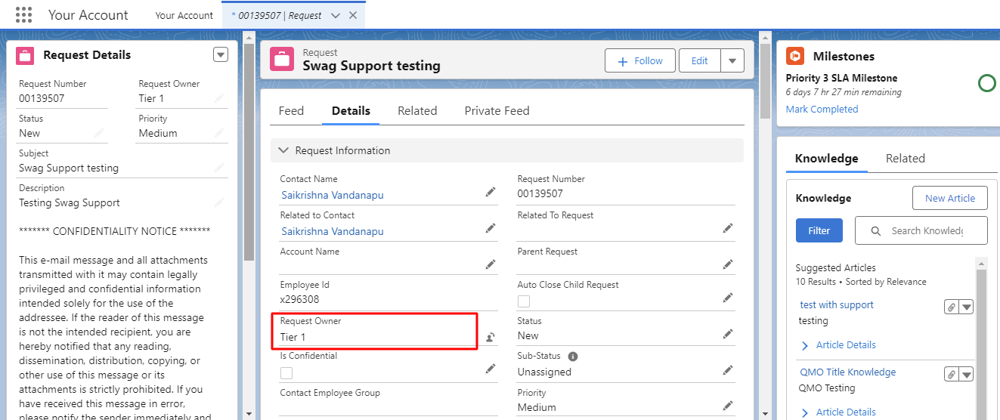 Your Account
Your Account
* 00139507 | Request
Request Details
Request Number
00139507
Request Owner
Tier 1
Status
New
Priority
Medium
Subject
Swag Support testing
Description
Testing Swag Support
******* CONFIDENTIALITY NOTICE *******
This e-mail message and all attachments
transmitted with it may contain legally
privileged and confidential information
intended solely for the use of the
addressee. If the reader of this message
is not the intended recipient, you are
hereby notified that any reading,
dissemination, distribution, copying, or
other use of this message or its
attachments is strictly prohibited. If you
have received this message in error,
please notify the sender immediately and
Request
Swag Support testing
Follow
Edit
Feed
Details
Related
Private Feed
Request Information
Contact Name
Saikrishna Vandanapu
Request Number
00139507
Related to Contact
Saikrishna Vandanapu
Related To Request
Account Name
Parent Request
Employee Id
x296308
Auto Close Child Request
Request Owner
Tier 1
Status
New
Is Confidential
Sub-Status
Unassigned
Contact Employee Group
Priority
Medium
Milestones
Priority 3 SLA Milestone
6 days 7 hr 27 min remaining
Mark Completed
Knowledge
Related
Knowledge
New Article
Filter
Search Knowledg
Suggested Articles
10 Results • Sorted by Relevance
test with support
testing
Article Details
QMO Title Knowledge
QMO Testing
Article Details